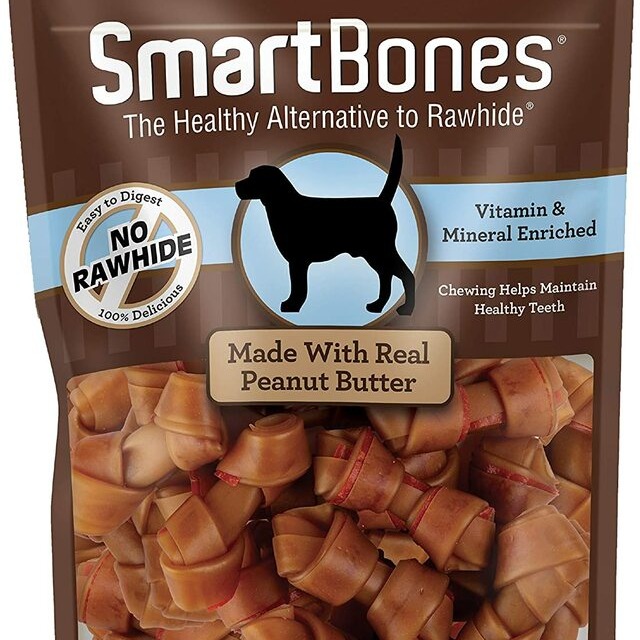 SmartBones®
The Healthy Alternative to Rawhide®
Easy to Digest
NO
RAWHIDE
100% Delicious
Vitamin &
Mineral Enriched
Chewing Helps Maintain
Healthy Teeth
Made With Real
Peanut Butter